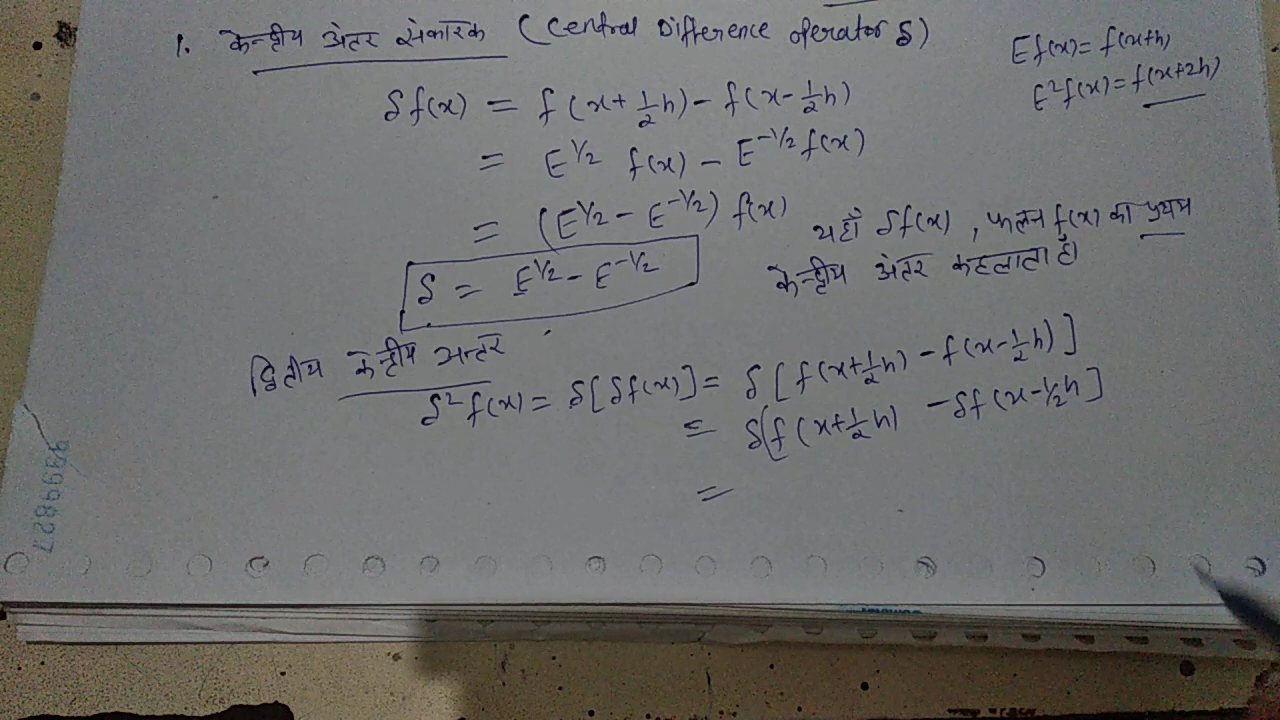 1. केन्द्रीय अंतर संकारक (Central Difference operator δ)
Ef(x) = f(x+h)
E²f(x) = f(x+2h)
δf(x) = f(x+½h) - f(x-½h)
= E^½ f(x) - E^-½ f(x)
= (E^½ - E^-½) f(x)
δ = E^½ - E^-½
यहाँ δf(x), फलन f(x) का प्रथम
केन्द्रीय अंतर कहलाता है।
द्वितीय केन्द्रीय अन्तर
δ²f(x) = δ[δf(x)] = δ[f(x+½h) - f(x-½h)]
= δ[f(x+½h) - δf(x-½h]
=
9399827